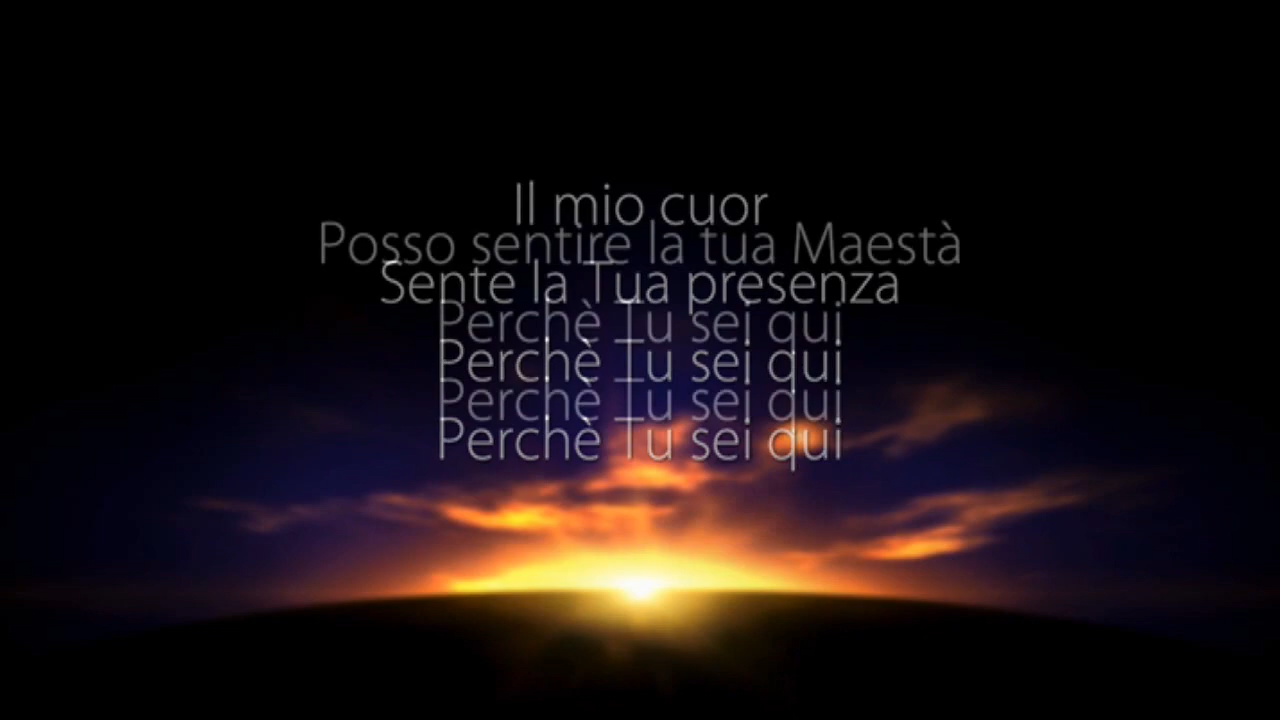 Il mio cuor
Posso sentire la tua Maestà
Sente la Tua presenza
Perchè Tu sei qui
Perchè Tu sei qui
Perchè Tu sei qui
Perchè Tu sei qui